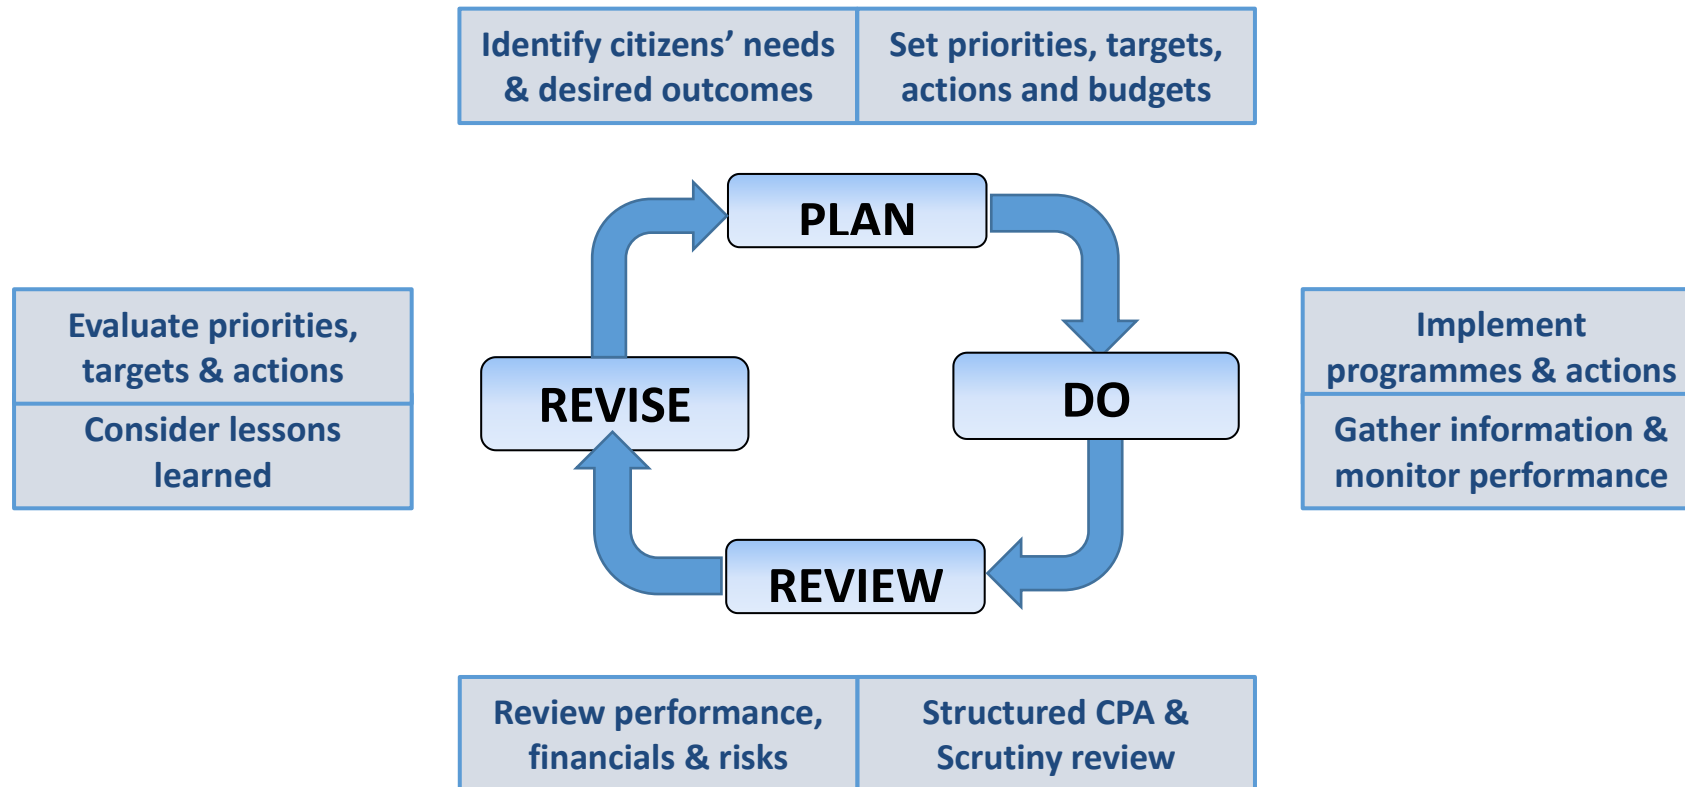 Identify citizens’ needs
& desired outcomes
Set priorities, targets,
actions and budgets
PLAN
Evaluate priorities,
targets & actions
Consider lessons
learned
REVISE
DO
Implement
programmes & actions
Gather information &
monitor performance
REVIEW
Review performance,
financials & risks
Structured CPA &
Scrutiny review